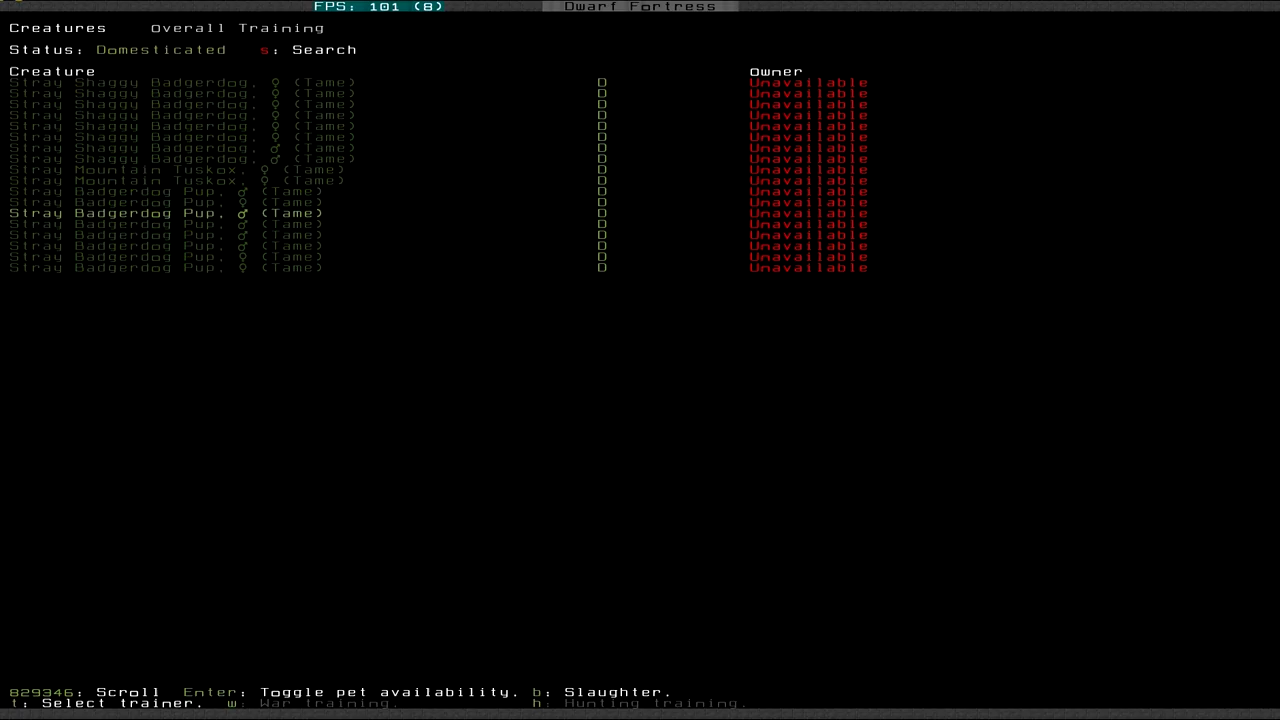 FPS: 101 (8) Dwarf Fortress
Creatures Overall Training
Status: Domesticated s: Search
Creature Owner
Stray Shaggy Badgerdog, ♀ (Tame) D Unavailable
Stray Shaggy Badgerdog, ♀ (Tame) D Unavailable
Stray Shaggy Badgerdog, ♀ (Tame) D Unavailable
Stray Shaggy Badgerdog, ♀ (Tame) D Unavailable
Stray Shaggy Badgerdog, ♀ (Tame) D Unavailable
Stray Shaggy Badgerdog, ♀ (Tame) D Unavailable
Stray Shaggy Badgerdog, ♂ (Tame) D Unavailable
Stray Shaggy Badgerdog, ♂ (Tame) D Unavailable
Stray Mountain Tuskox, ♀ (Tame) D Unavailable
Stray Mountain Tuskox, ♀ (Tame) D Unavailable
Stray Badgerdog Pup, ♂ (Tame) D Unavailable
Stray Badgerdog Pup, ♀ (Tame) D Unavailable
Stray Badgerdog Pup, ♂ (Tame) D Unavailable
Stray Badgerdog Pup, ♂ (Tame) D Unavailable
Stray Badgerdog Pup, ♂ (Tame) D Unavailable
Stray Badgerdog Pup, ♂ (Tame) D Unavailable
Stray Badgerdog Pup, ♀ (Tame) D Unavailable
Stray Badgerdog Pup, ♀ (Tame) D Unavailable
829346: Scroll Enter: Toggle pet availability. b: Slaughter.
t: Select trainer. w: War training. h: Hunting training.